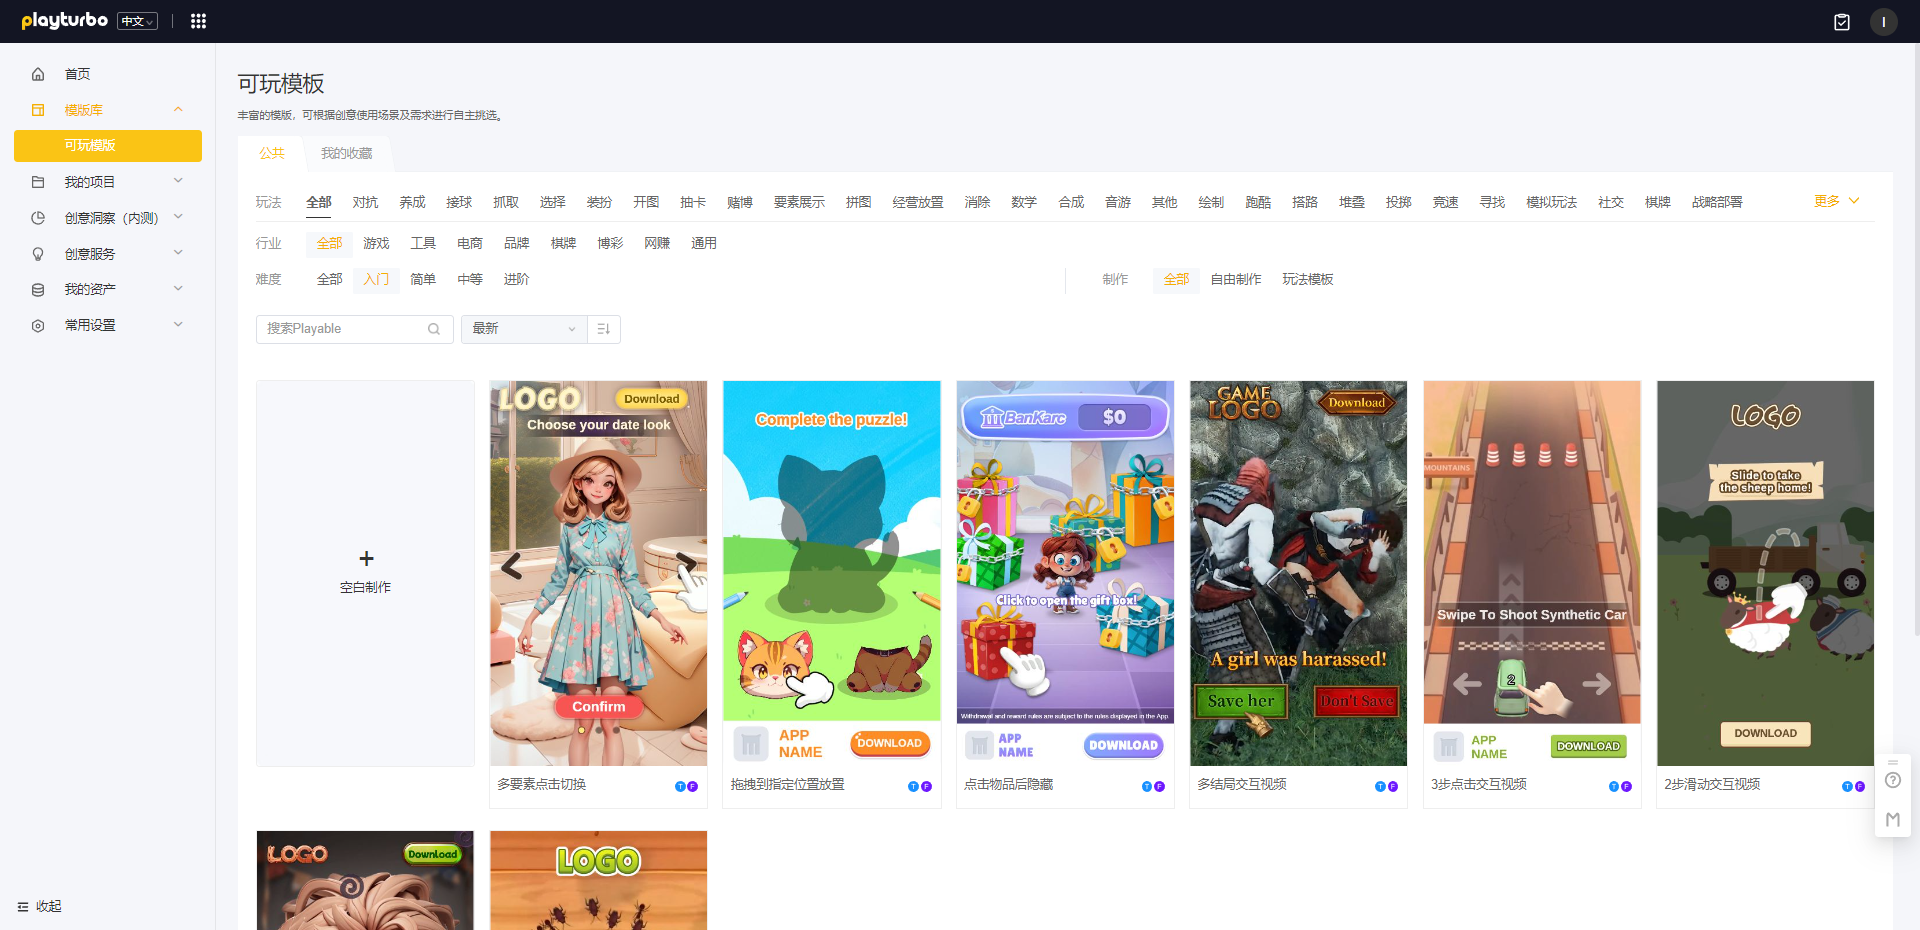 playturbo 中文
I
首页
模版库
可玩模版
我的项目
创意洞察（内测）
创意服务
我的资产
常用设置
收起
可玩模板
丰富的模版，可根据创意使用场景及需求进行自主挑选。
公共 我的收藏
玩法 全部 对抗 养成 接球 抓取 选择 装扮 开图 抽卡 赌博 要素展示 拼图 经营放置 消除 数学 合成 音游 其他 绘制 跑酷 搭路 堆叠 投掷 竞速 寻找 模拟玩法 社交 棋牌 战略部署 更多
行业 全部 游戏 工具 电商 品牌 棋牌 博彩 网赚 通用
难度 全部 入门 简单 中等 进阶 制作 全部 自由制作 玩法模板
搜索Playable 最新
+
空白制作
LOGO Download
Choose your date look
Confirm
多要素点击切换 T F
Complete the puzzle!
APP
NAME
DOWNLOAD
拖拽到指定位置放置 T F
BanKarc $0
Click to open the gift box!
Withdrawal and reward rules are subject to the rules displayed in the App.
APP
NAME
DOWNLOAD
点击物品后隐藏 T F
GAME
LOGO
Download
A girl was harassed!
Save her Don't Save
多结局交互视频 T F
MOUNTAINS
Swipe To Shoot Synthetic Car
2
APP
NAME
DOWNLOAD
3步点击交互视频 T F
LOGO
Slide to take
the sheep home!
DOWNLOAD
2步滑动交互视频 T F
LOGO Download
LOGO